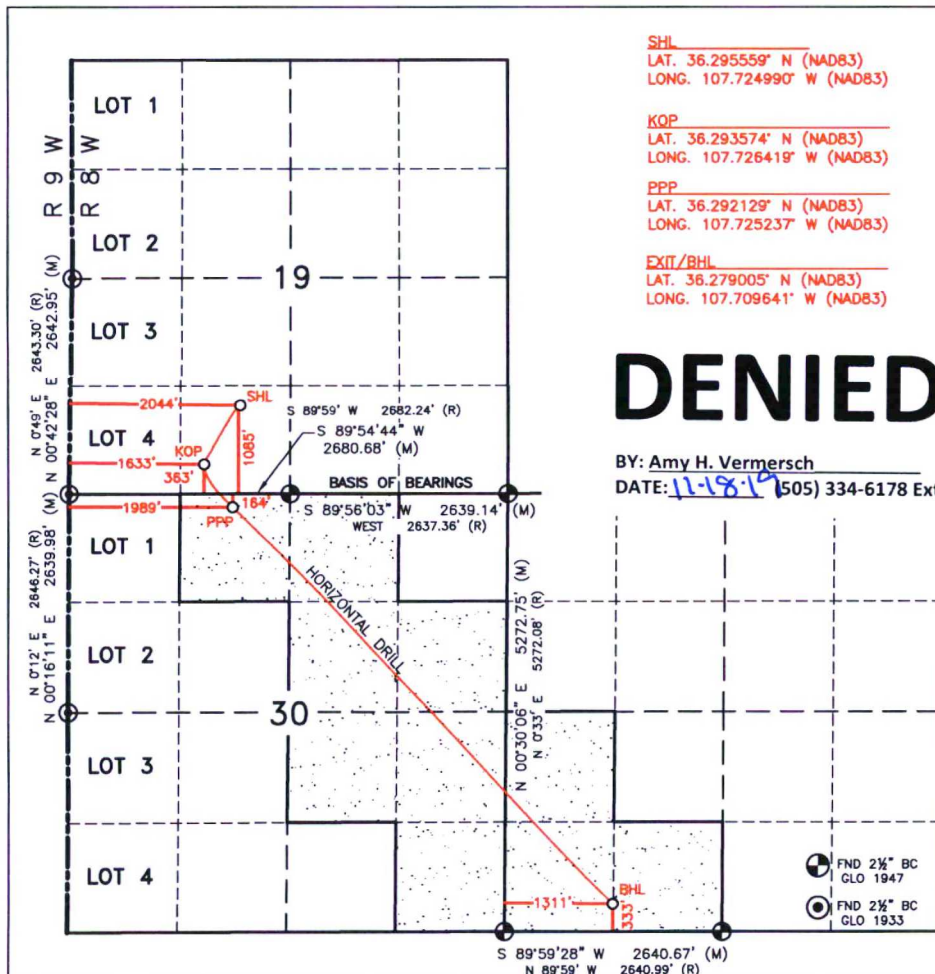 SHL
LAT. 36.295559° N (NAD83)
LONG. 107.724990° W (NAD83)
KOP
LAT. 36.293574° N (NAD83)
LONG. 107.726419° W (NAD83)
PPP
LAT. 36.292129° N (NAD83)
LONG. 107.725237° W (NAD83)
EXIT/BHL
LAT. 36.279005° N (NAD83)
LONG. 107.709641° W (NAD83)
DENIED
BY: Amy H. Vermersch
DATE: 11-18-19 (505) 334-6178 Ext
R 9 W
R 8 W
LOT 1
LOT 2
19
LOT 3
LOT 4
N 0°49' E 2643.30' (R)
N 00°42'28" E 2642.95' (M)
2044'
SHL
1085'
KOP
1633'
363'
S 89°59' W 2682.24' (R)
S 89°54'44" W
2680.68' (M)
BASIS OF BEARINGS
1989'
PPP
164'
S 89°56'03" W 2639.14' (M)
WEST 2637.36' (R)
N 0°12' E 2646.27' (R)
N 00°16'11" E 2639.98' (M)
LOT 1
HORIZONTAL DRILL
LOT 2
30
LOT 3
LOT 4
N 00°30'06" E 5272.75' (M)
N 0°33' E 5272.08' (R)
BHL
1311'
333'
FND 2½" BC
GLO 1947
FND 2½" BC
GLO 1933
S 89°59'28" W 2640.67' (M)
N 89°59' W 2640.99' (R)